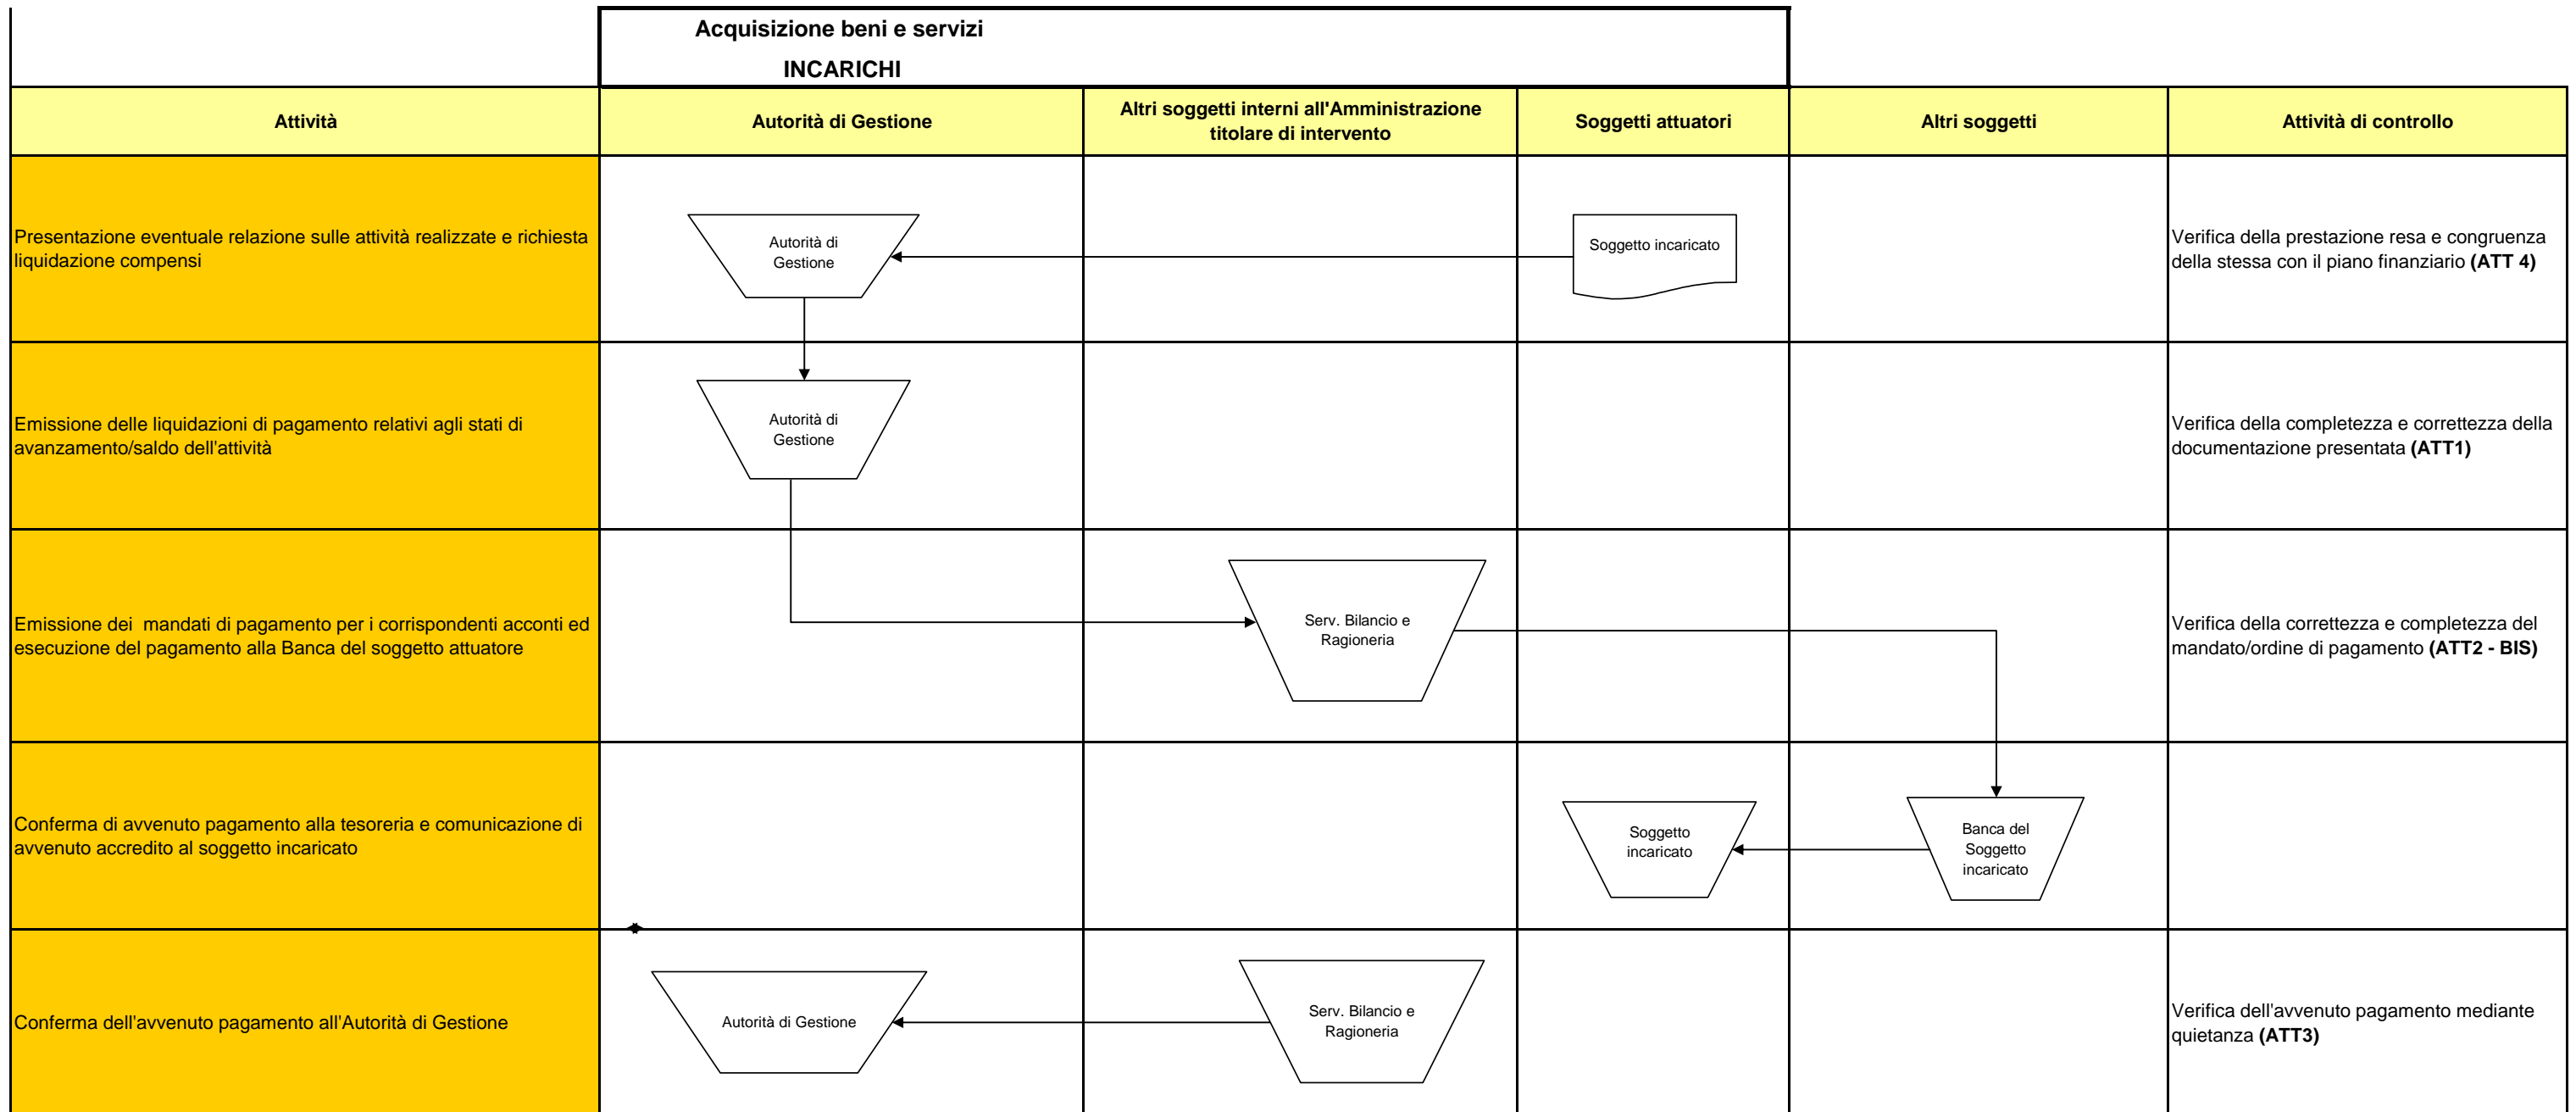 Acquisizione beni e servizi
INCARICHI
Attività
Autorità di Gestione
Altri soggetti interni all'Amministrazione
titolare di intervento
Soggetti attuatori
Altri soggetti
Attività di controllo
Presentazione eventuale relazione sulle attività realizzate e richiesta
liquidazione compensi
Autorità di
Gestione
Soggetto incaricato
Verifica della prestazione resa e congruenza
della stessa con il piano finanziario (ATT 4)
Emissione delle liquidazioni di pagamento relativi agli stati di
avanzamento/saldo dell'attività
Autorità di
Gestione
Verifica della completezza e correttezza della
documentazione presentata (ATT1)
Emissione dei  mandati di pagamento per i corrispondenti acconti ed
esecuzione del pagamento alla Banca del soggetto attuatore
Serv. Bilancio e
Ragioneria
Verifica della correttezza e completezza del
mandato/ordine di pagamento (ATT2 - BIS)
Conferma di avvenuto pagamento alla tesoreria e comunicazione di
avvenuto accredito al soggetto incaricato
Soggetto
incaricato
Banca del
Soggetto
incaricato
Conferma dell'avvenuto pagamento all'Autorità di Gestione
Autorità di Gestione
Serv. Bilancio e
Ragioneria
Verifica dell'avvenuto pagamento mediante
quietanza (ATT3)